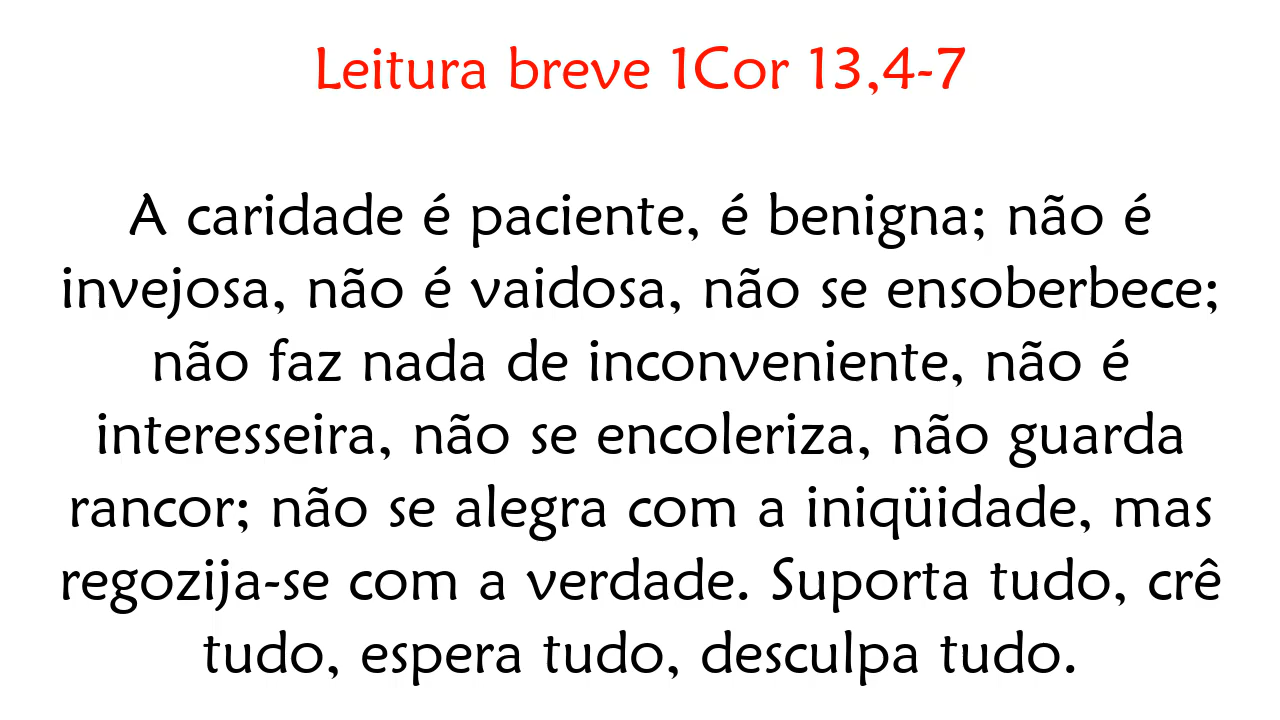 Leitura breve 1Cor 13,4-7
A caridade é paciente, é benigna; não é
invejosa, não é vaidosa, não se ensoberbece;
não faz nada de inconveniente, não é
interesseira, não se encoleriza, não guarda
rancor; não se alegra com a iniqüidade, mas
regozija-se com a verdade. Suporta tudo, crê
tudo, espera tudo, desculpa tudo.